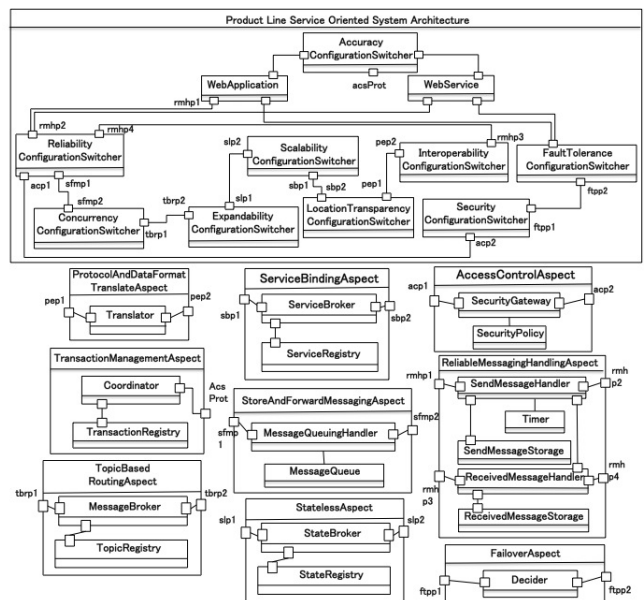 Product Line Service Oriented System Architecture
Accuracy
ConfigurationSwitcher
WebApplication
acsProt
WebService
rmhp1
rmhp2
rmhp4
rmhp3
Reliability
ConfigurationSwitcher
slp2
Scalability
ConfigurationSwitcher
pep2
Interoperability
ConfigurationSwitcher
FaultTolerance
ConfigurationSwitcher
acp1
sfmp1
sbp1
sbp2
pep1
ftpp2
sfmp2
tbrp2
slp1
Concurrency
ConfigurationSwitcher
tbrp1
Expandability
ConfigurationSwitcher
LocationTransparency
ConfigurationSwitcher
Security
ConfigurationSwitcher
ftpp1
acp2
ProtocolAndDataFormat
TranslateAspect
pep1
pep2
Translator
ServiceBindingAspect
ServiceBroker
sbp1
sbp2
ServiceRegistry
AccessControlAspect
acp1
acp2
SecurityGateway
SecurityPolicy
TransactionManagementAspect
Coordinator
Acs
Prot
TransactionRegistry
StoreAndForwardMessagingAspect
sfmp2
sfmp
1
MessageQueuingHandler
MessageQueue
ReliableMessagingHandlingAspect
rmhp1
SendMessageHandler
rmh
p2
Timer
SendMessageStorage
rmh
p4
ReceivedMessageHandler
rmh
p3
ReceivedMessageStorage
TopicBased
RoutingAspect
tbrp1
tbrp2
MessageBroker
TopicRegistry
StatelessAspect
slp1
slp2
StateBroker
StateRegistry
FailoverAspect
Decider
ftpp1
ftpp2